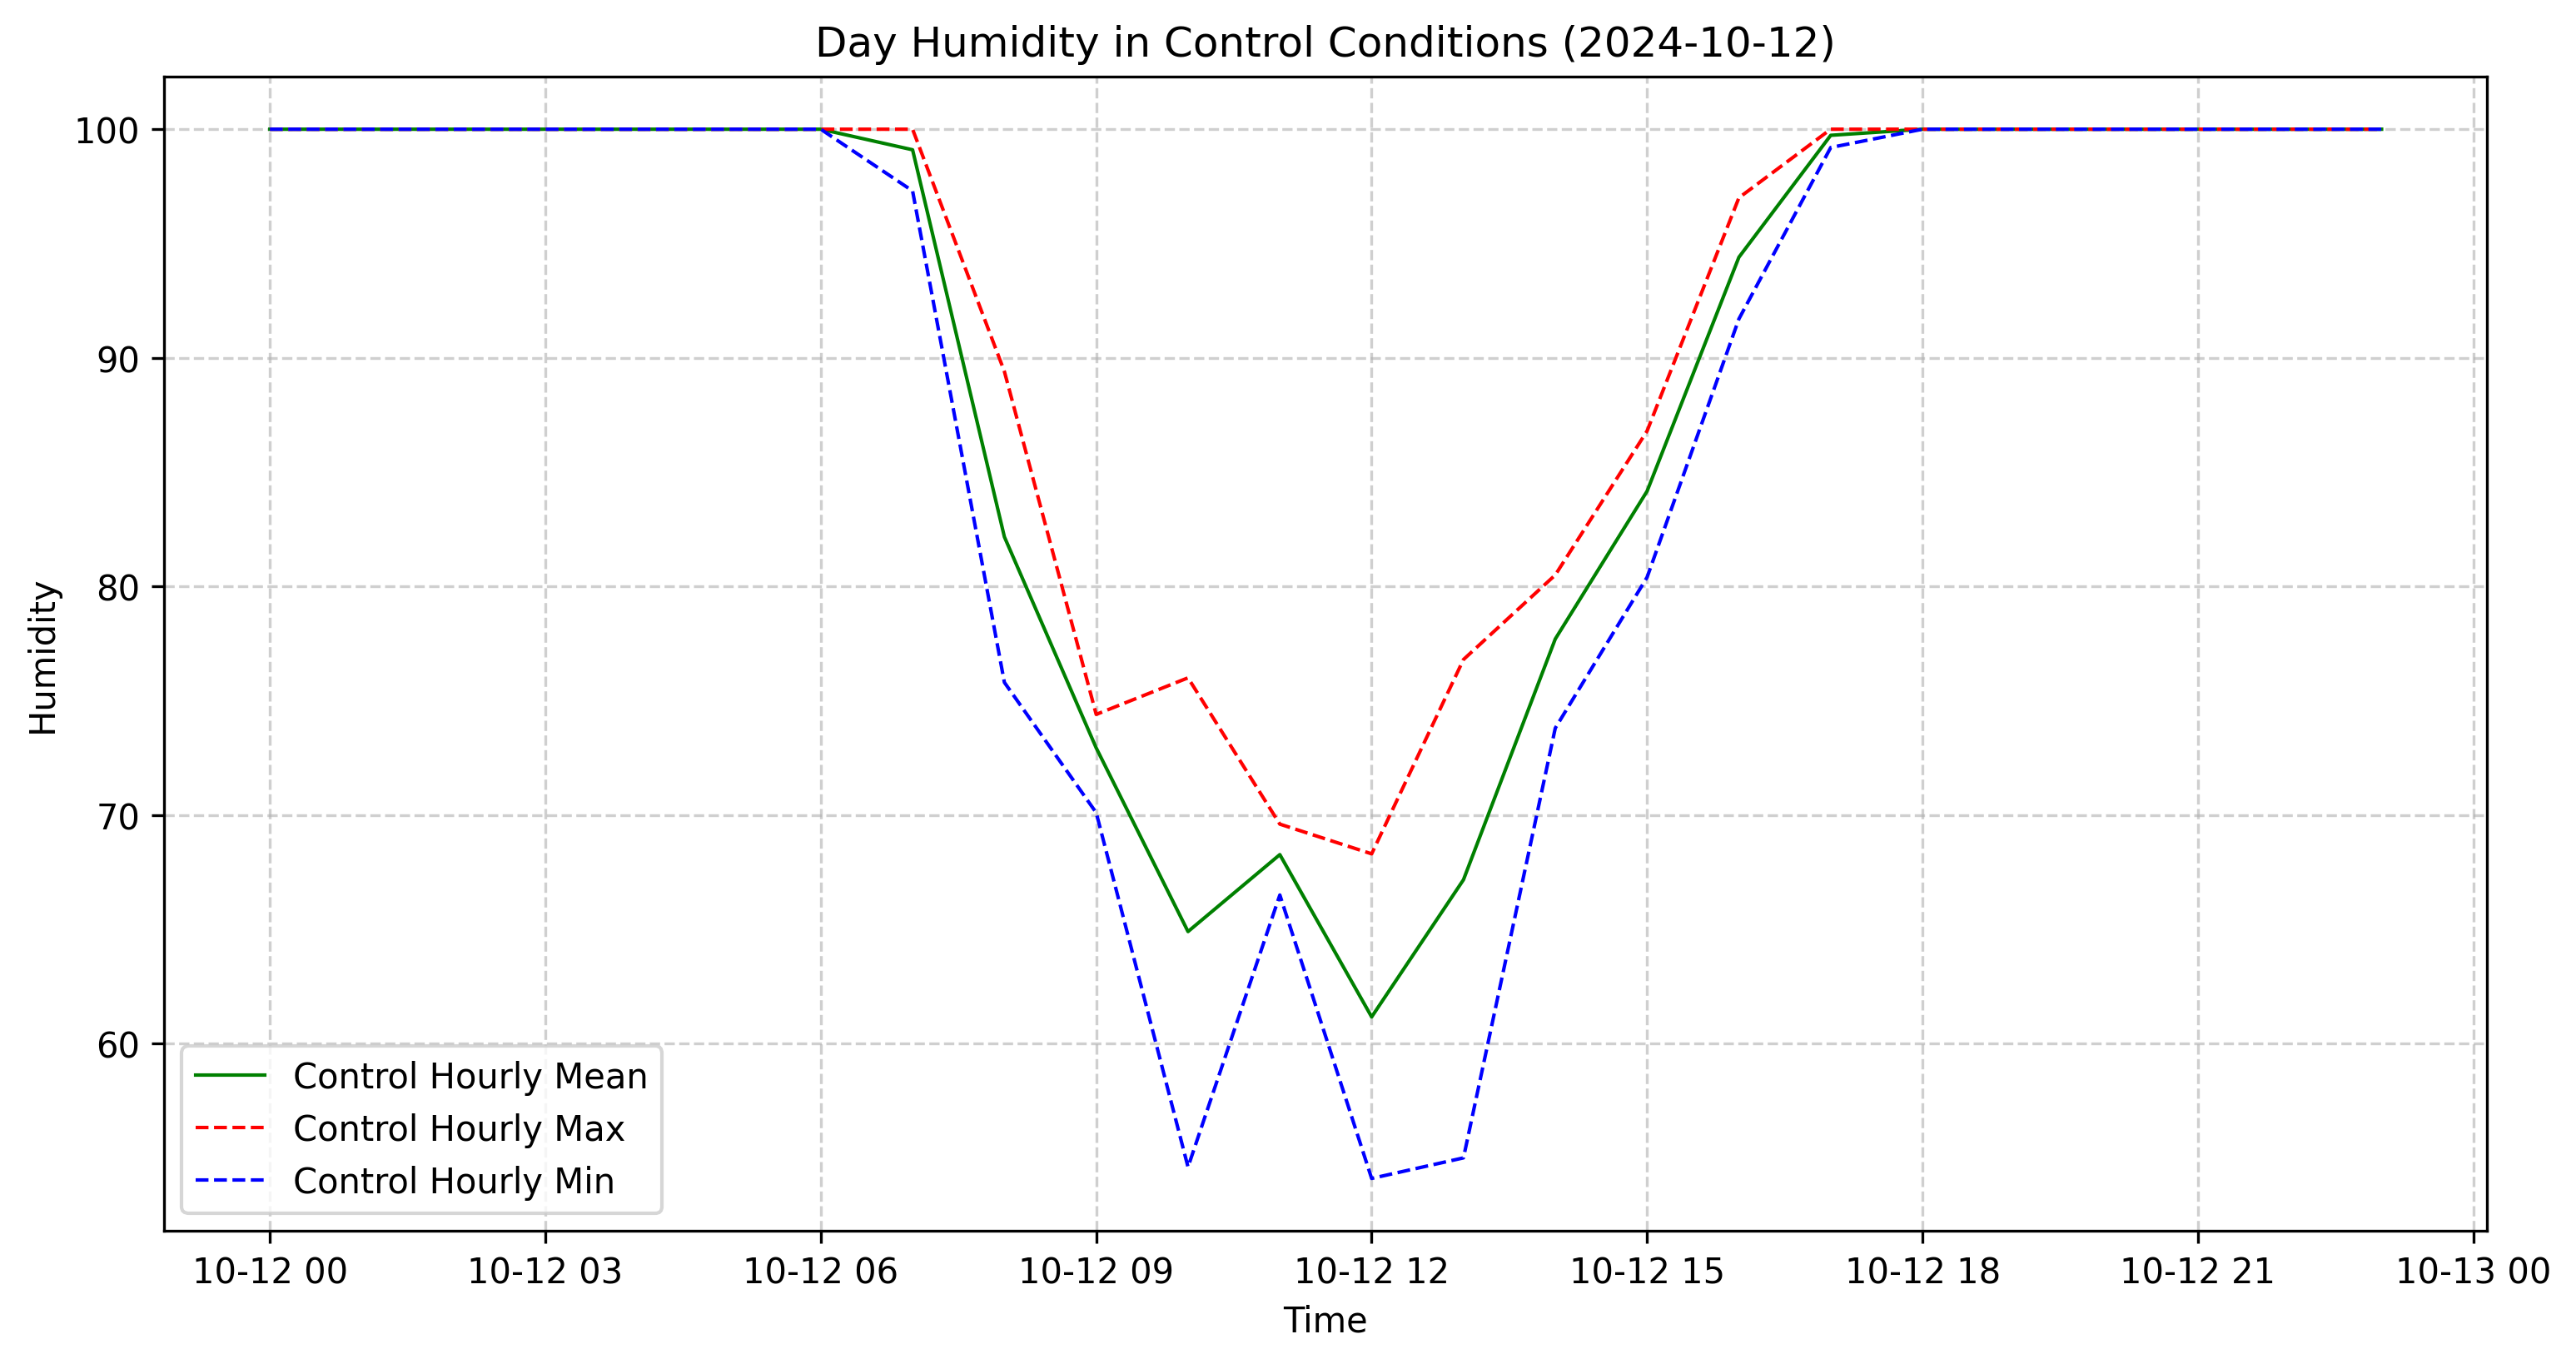 Day Humidity in Control Conditions (2024-10-12)
Humidity
100
90
80
70
60
Control Hourly Mean
Control Hourly Max
Control Hourly Min
10-12 00
10-12 03
10-12 06
10-12 09
10-12 12
10-12 15
10-12 18
10-12 21
10-13 00
Time